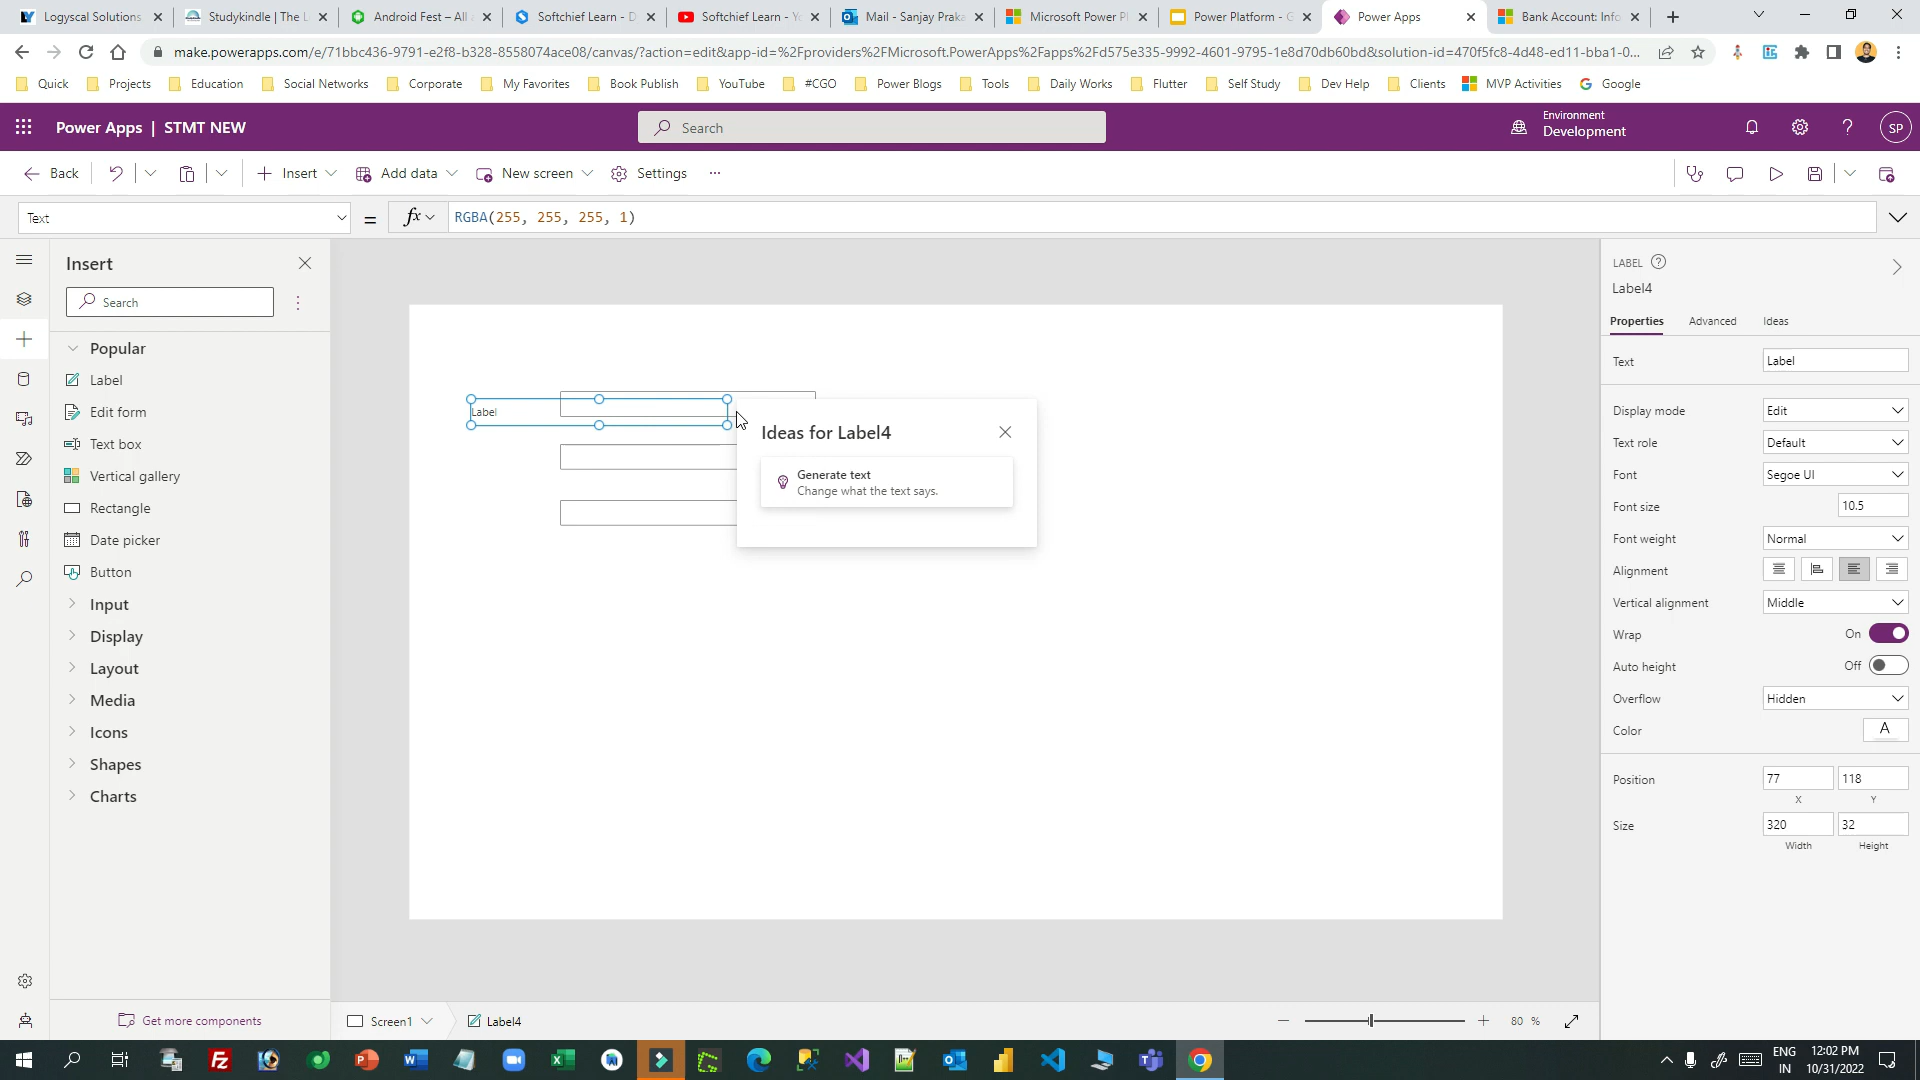 Logyscal Solutions
Studykindle | The L
Android Fest – All
Softchief Learn - D
Softchief Learn - Yo
Mail - Sanjay Praka
Microsoft Power Pl
Power Platform - G
Power Apps
Bank Account: Info
make.powerapps.com/e/71bbc436-9791-e2f8-b328-8558074ace08/canvas/?action=edit&app-id=%2Fproviders%2FMicrosoft.PowerApps%2Fapps%2Fd575e335-9992-4601-9795-1e8d70db60bd&solution-id=470f5fc8-4d48-ed11-bba1-0...
Quick
Projects
Education
Social Networks
Corporate
My Favorites
Book Publish
YouTube
#CGO
Power Blogs
Tools
Daily Works
Flutter
Self Study
Dev Help
Clients
MVP Activities
Google
Power Apps | STMT NEW
Search
Environment
Development
SP
Back
Insert
Add data
New screen
Settings
Text
= fx
RGBA(255, 255, 255, 1)
Insert
Search
Popular
Label
Edit form
Text box
Vertical gallery
Rectangle
Date picker
Button
Input
Display
Layout
Media
Icons
Shapes
Charts
Get more components
Label
Ideas for Label4
Generate text
Change what the text says.
Screen1
Label4
80 %
LABEL
Label4
Properties
Advanced
Ideas
Text
Label
Display mode
Edit
Text role
Default
Font
Segoe UI
Font size
10.5
Font weight
Normal
Alignment
Vertical alignment
Middle
Wrap
On
Auto height
Off
Overflow
Hidden
Color
A
Position
77
118
X
Y
Size
320
32
Width
Height
ENG
IN
12:02 PM
10/31/2022